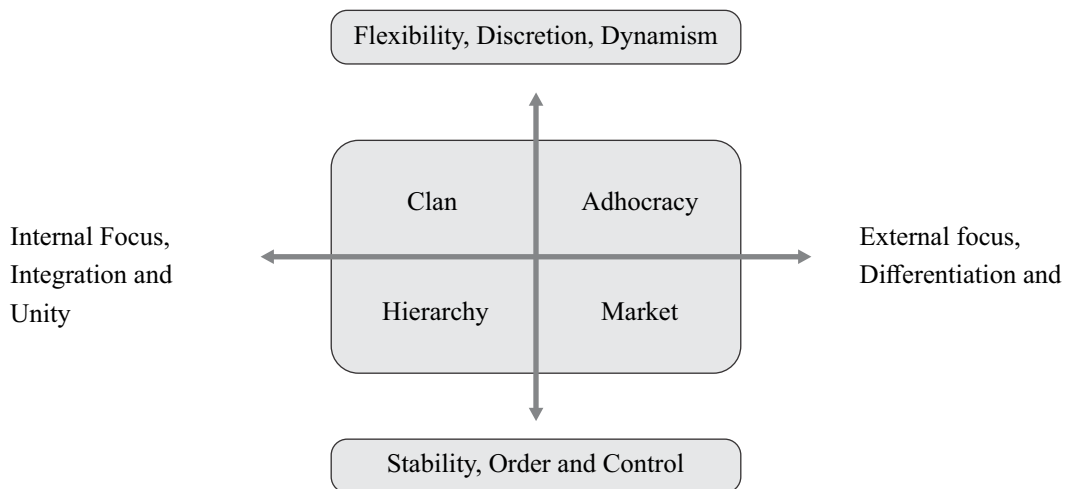 Flexibility, Discretion, Dynamism
Clan
Adhocracy
Internal Focus,
Integration and
Unity
External focus,
Differentiation and
Hierarchy
Market
Stability, Order and Control